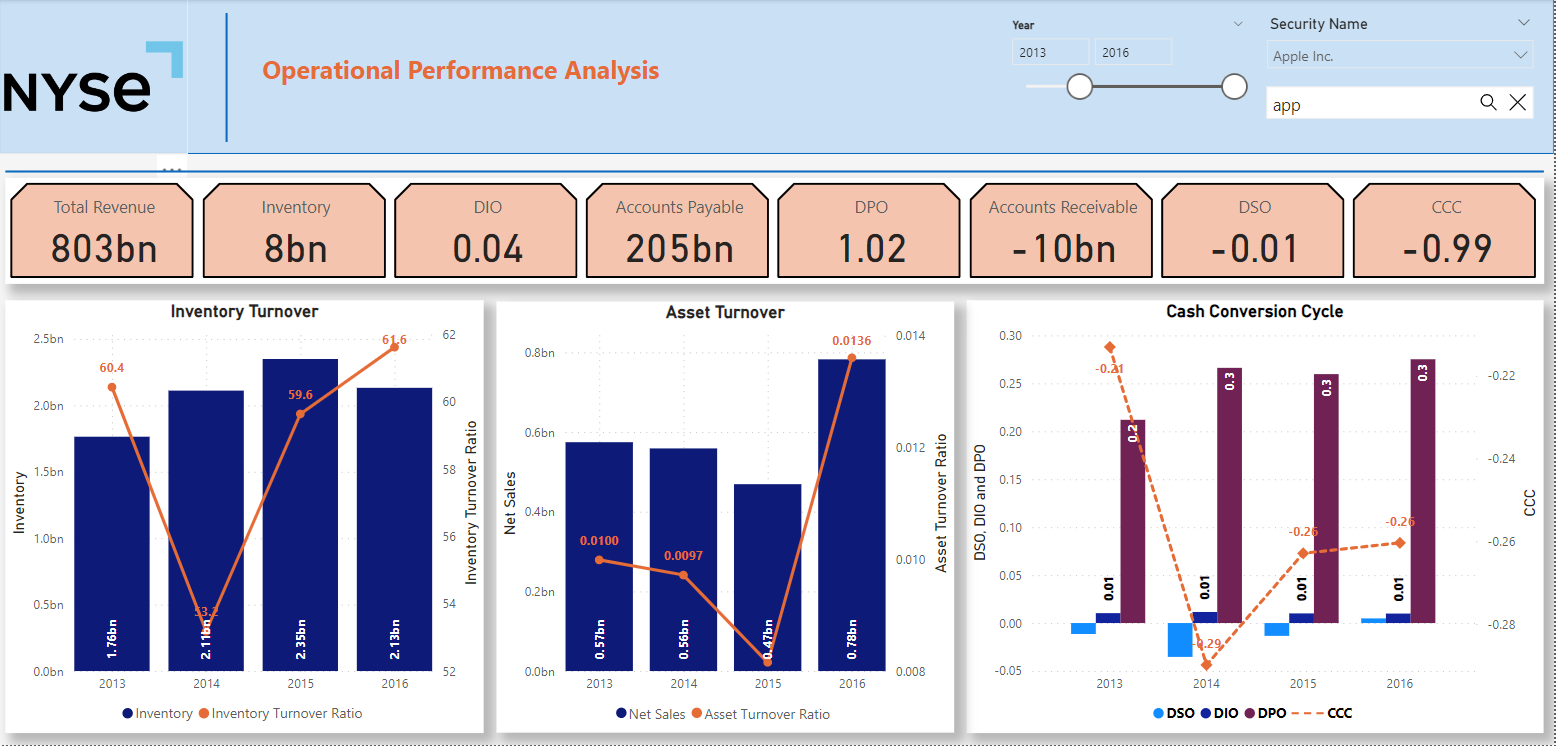 NYSE
Operational Performance Analysis
Year
2013 2016
Security Name
Apple Inc.
app
...
Total Revenue
803bn
Inventory
8bn
DIO
0.04
Accounts Payable
205bn
DPO
1.02
Accounts Receivable
-10bn
DSO
-0.01
CCC
-0.99
Inventory Turnover
2.5bn
2.0bn
1.5bn
1.0bn
0.5bn
0.0bn
Inventory
60.4
53.2
59.6
61.6
1.76bn
2.11bn
2.35bn
2.13bn
62
60
58
56
54
52
Inventory Turnover Ratio
2013 2014 2015 2016
Inventory Inventory Turnover Ratio
Asset Turnover
0.8bn
0.6bn
0.4bn
0.2bn
0.0bn
Net Sales
0.0100
0.0097
0.0136
0.57bn
0.56bn
0.47bn
0.78bn
0.014
0.012
0.010
0.008
Asset Turnover Ratio
2013 2014 2015 2016
Net Sales Asset Turnover Ratio
Cash Conversion Cycle
0.30
0.25
0.20
0.15
0.10
0.05
0.00
-0.05
DSO, DIO and DPO
-0.21
-0.29
-0.26
-0.26
0.01
0.2
0.01
0.3
0.01
0.3
0.01
0.3
-0.22
-0.24
-0.26
-0.28
CCC
2013 2014 2015 2016
DSO DIO DPO CCC